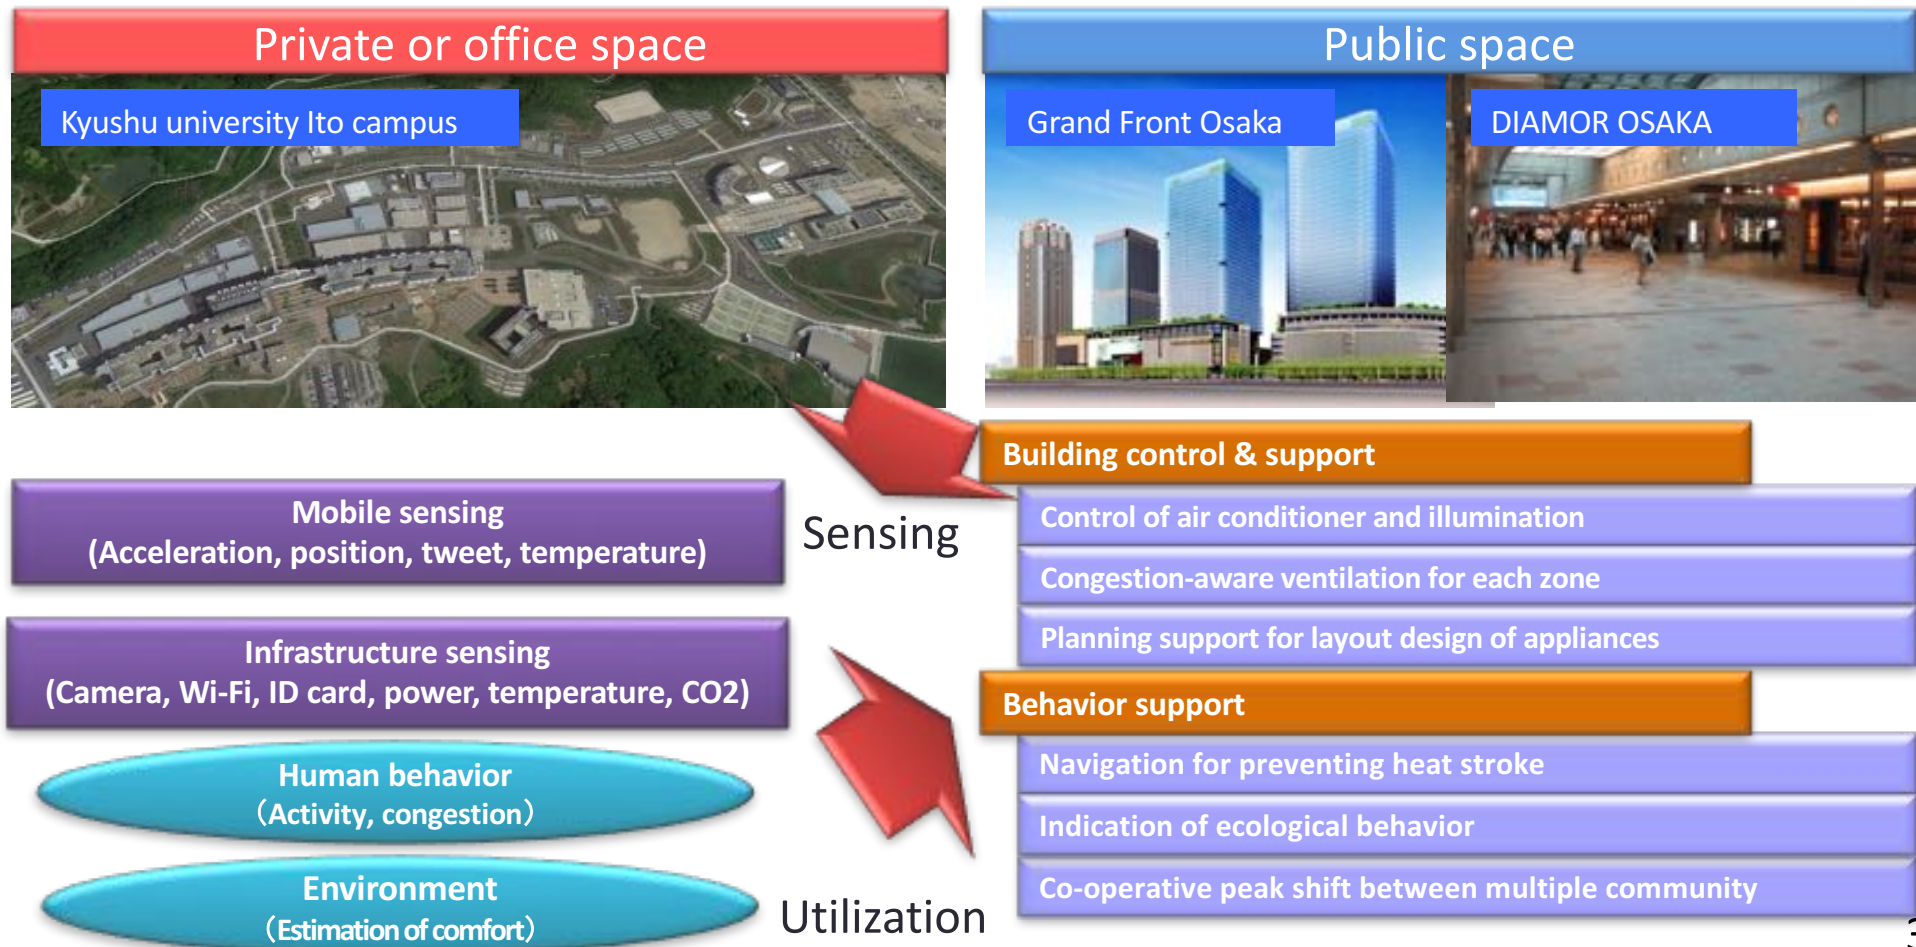 Private or office space
Public space
Kyushu university Ito campus
Grand Front Osaka
DIAMOR OSAKA
Building control & support
Mobile sensing
(Acceleration, position, tweet, temperature)
Sensing
Control of air conditioner and illumination
Congestion-aware ventilation for each zone
Planning support for layout design of appliances
Infrastructure sensing
(Camera, Wi-Fi, ID card, power, temperature, CO2)
Behavior support
Human behavior
（Activity, congestion）
Navigation for preventing heat stroke
Indication of ecological behavior
Environment
（Estimation of comfort）
Utilization
Co-operative peak shift between multiple community